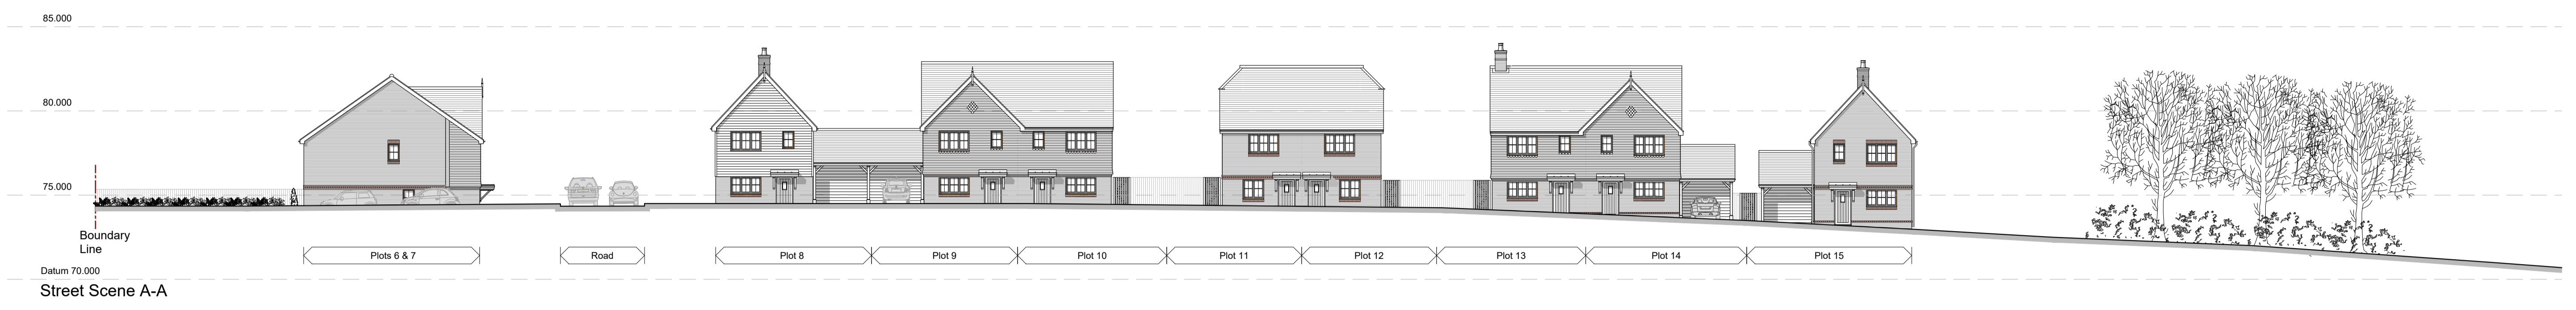 85.000
80.000
75.000
Boundary
Line
Plots 6 & 7
Road
Plot 8
Plot 9
Plot 10
Plot 11
Plot 12
Plot 13
Plot 14
Plot 15
Datum 70.000
Street Scene A-A